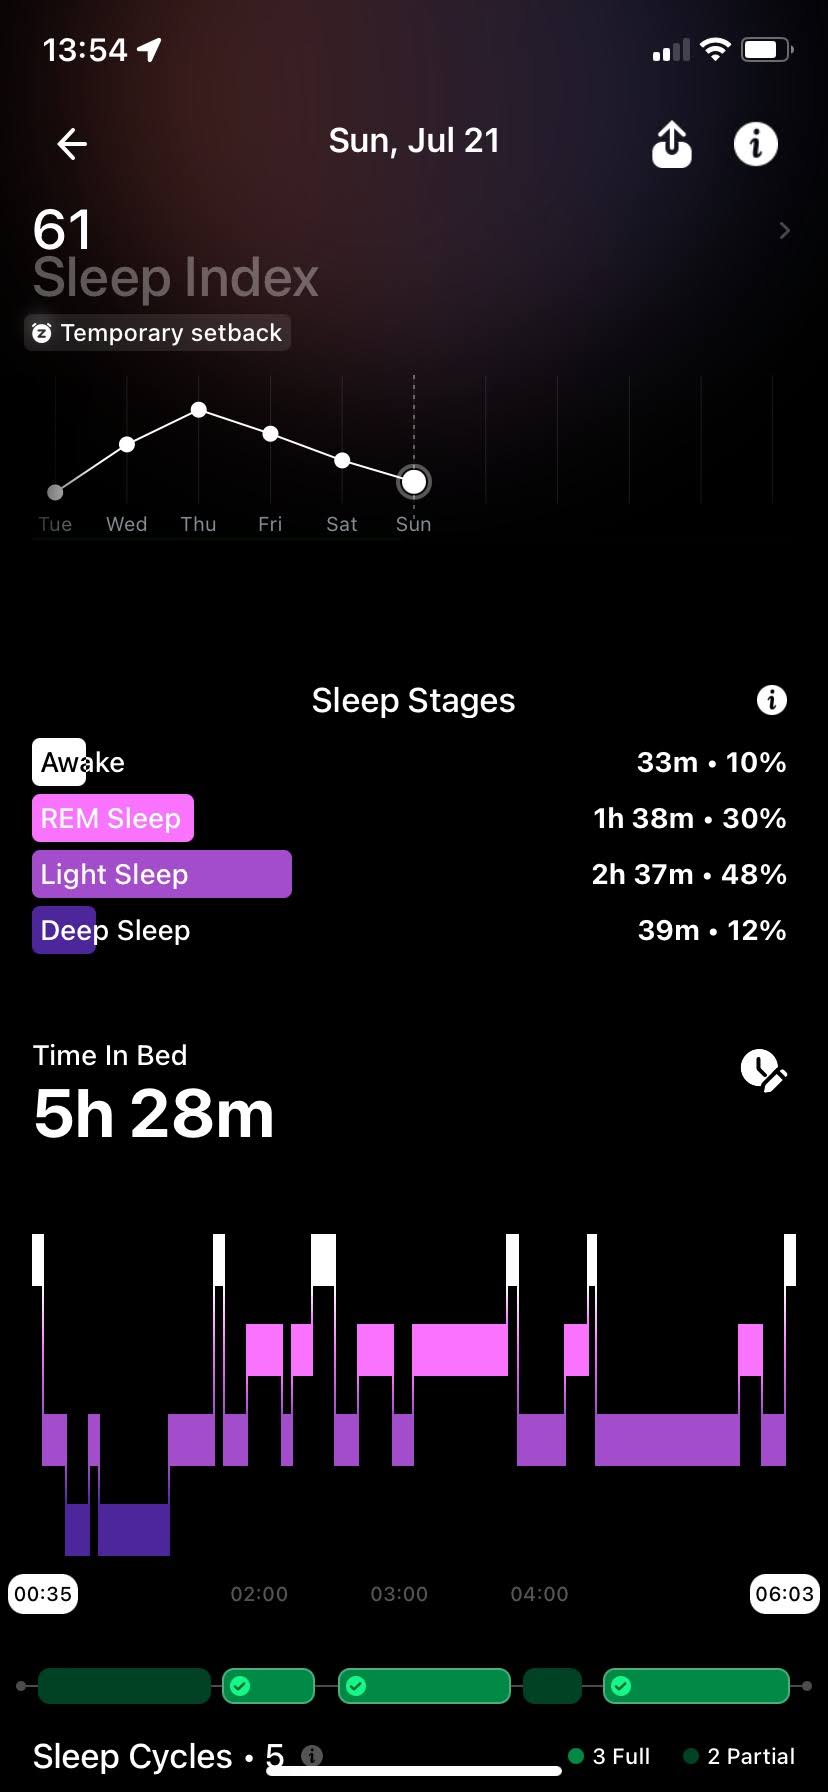 13:54
Sun, Jul 21
61
Sleep Index
Temporary setback
Tue Wed Thu Fri Sat Sun
Sleep Stages
Awake 33m • 10%
REM Sleep 1h 38m • 30%
Light Sleep 2h 37m • 48%
Deep Sleep 39m • 12%
Time In Bed
5h 28m
00:35 02:00 03:00 04:00 06:03
Sleep Cycles • 5 3 Full 2 Partial